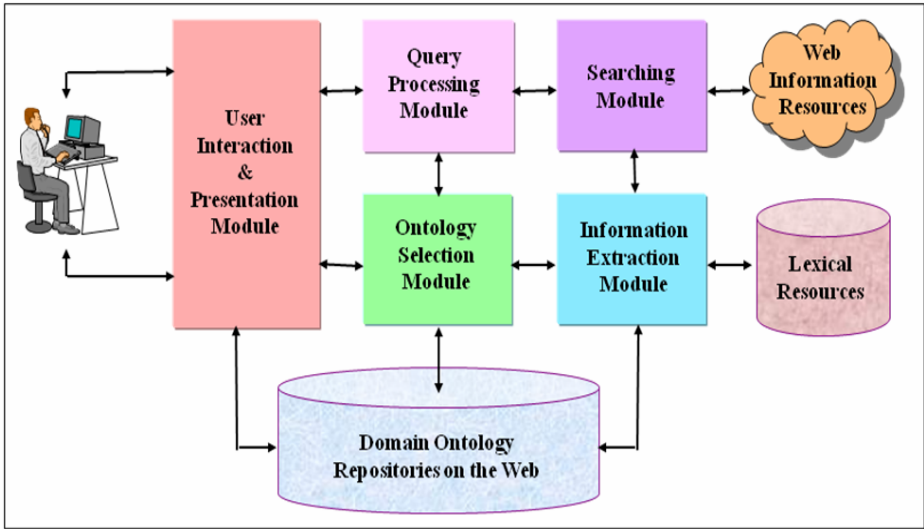 User
Interaction
&
Presentation
Module
Query
Processing
Module
Searching
Module
Web
Information
Resources
Ontology
Selection
Module
Information
Extraction
Module
Lexical
Resources
Domain Ontology
Repositories on the Web